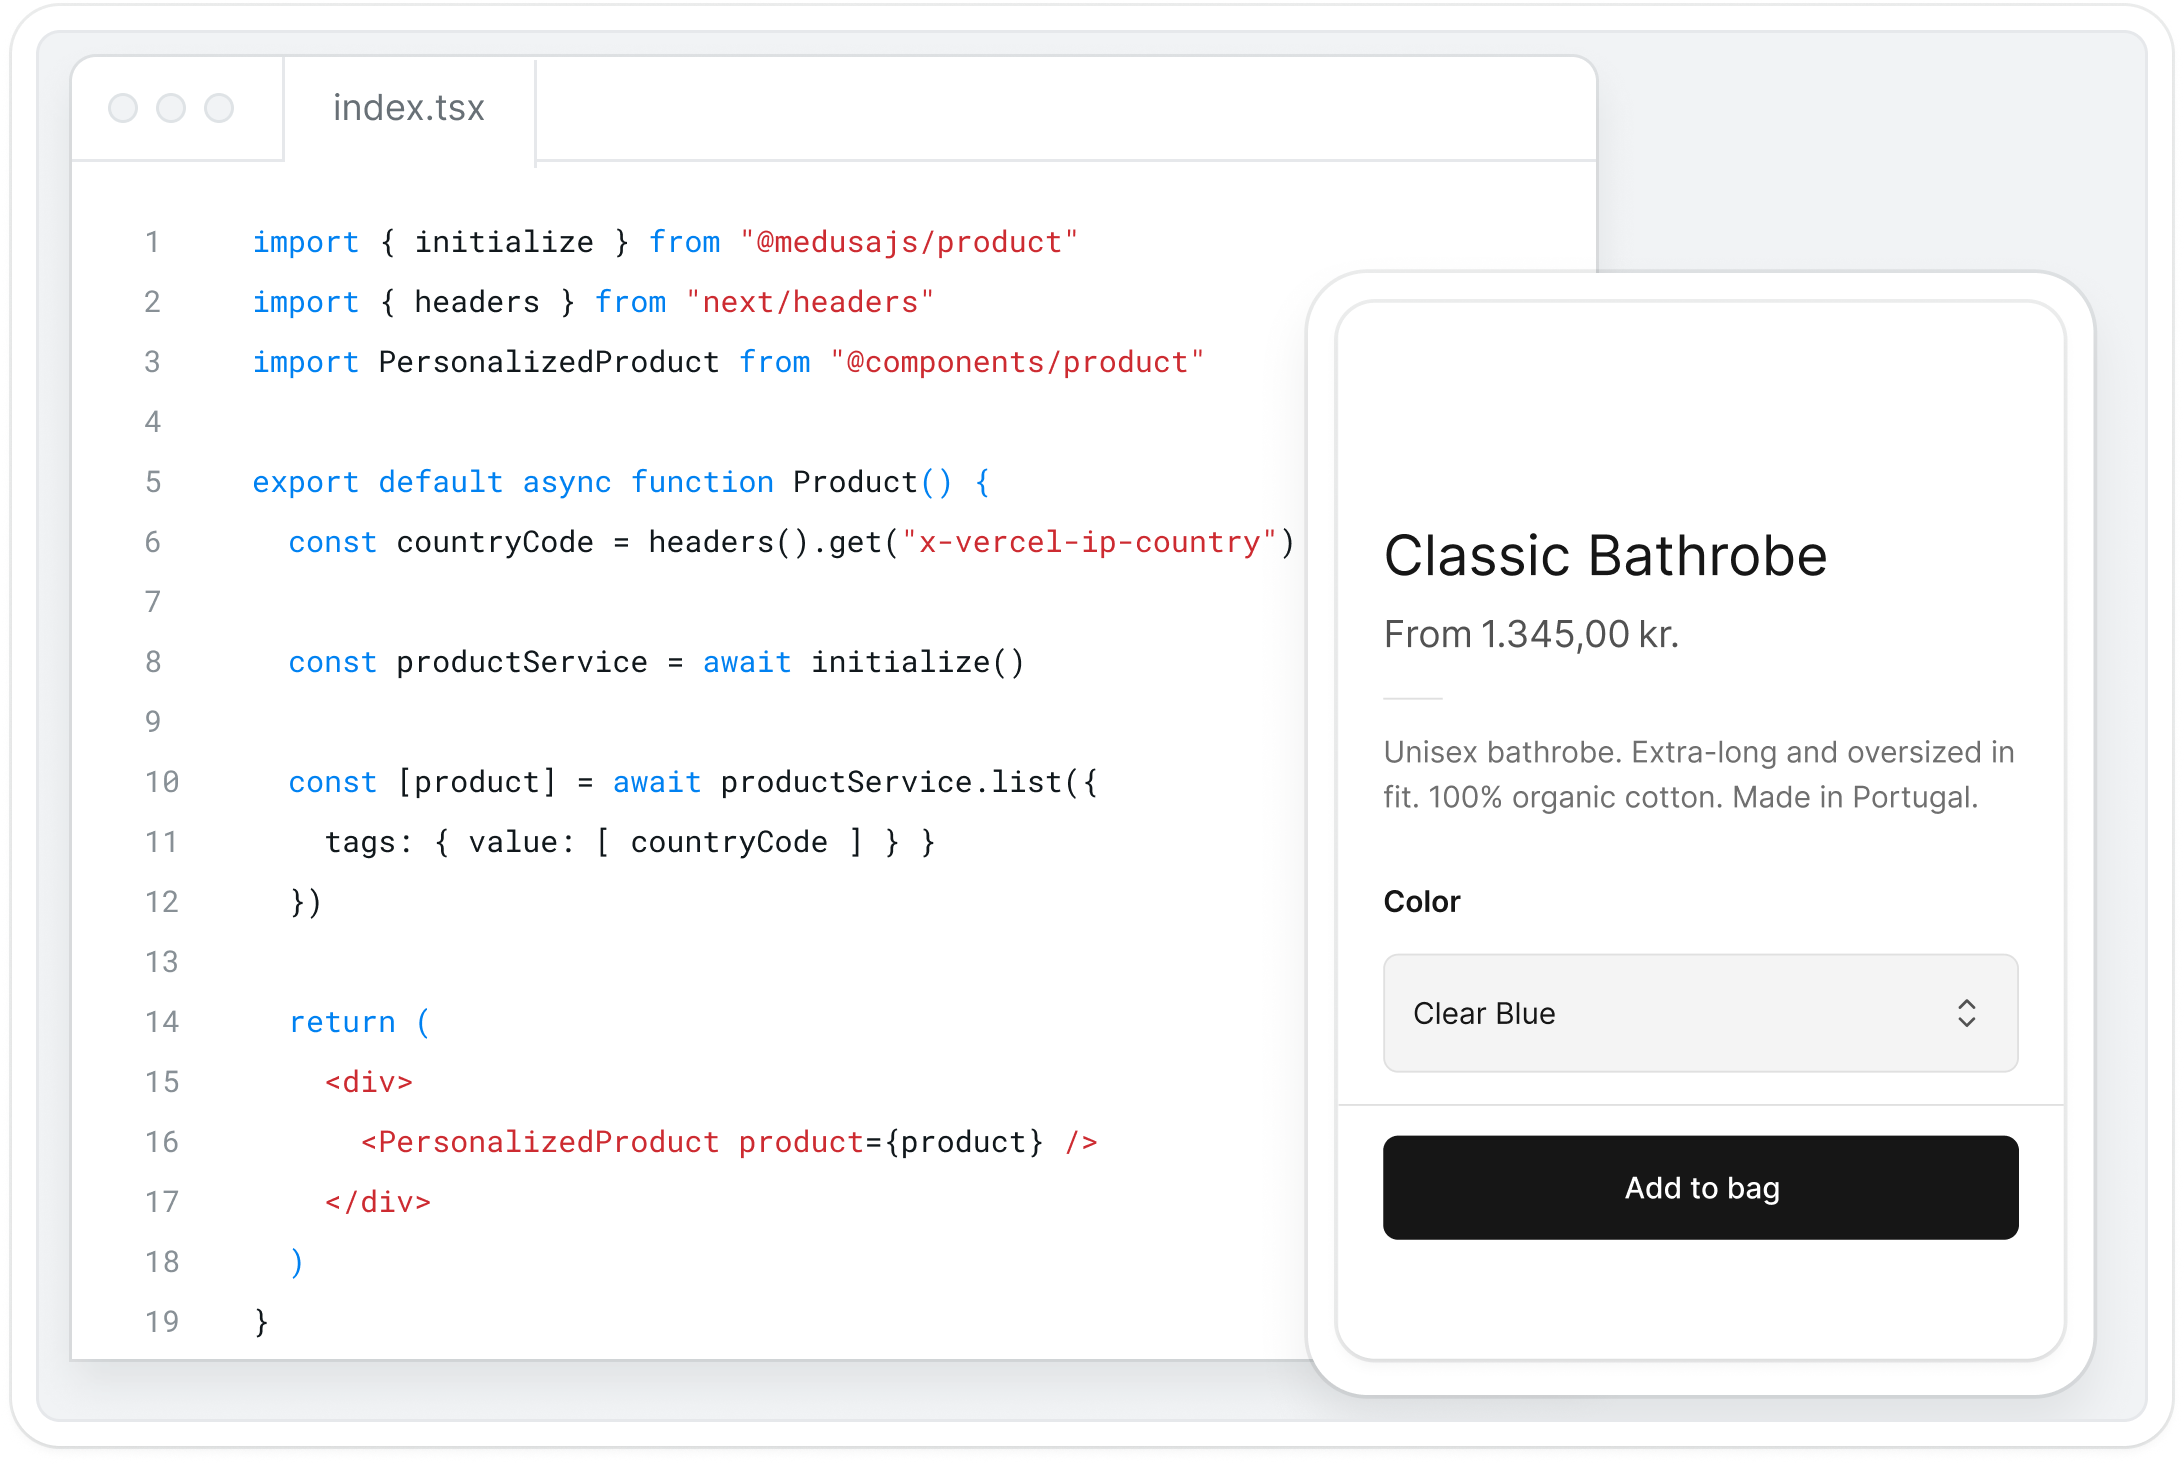 index.tsx
1 import { initialize } from "@medusajs/product"
2 import { headers } from "next/headers"
3 import PersonalizedProduct from "@components/product"
4
5 export default async function Product() {
6   const countryCode = headers().get("x-vercel-ip-country")
7
8   const productService = await initialize()
9
10   const [product] = await productService.list({
11     tags: { value: [ countryCode ] } }
12   })
13
14   return (
15     <div>
16       <PersonalizedProduct product={product} />
17     </div>
18   )
19 }
Classic Bathrobe
From 1.345,00 kr.
Unisex bathrobe. Extra-long and oversized in
fit. 100% organic cotton. Made in Portugal.
Color
Clear Blue
Add to bag